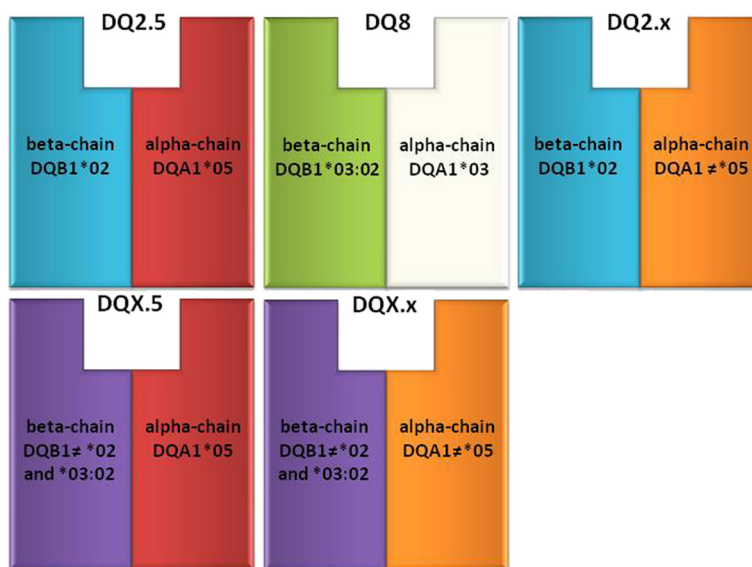 DQ2.5
beta-chain
DQB1*02
alpha-chain
DQA1*05
DQ8
beta-chain
DQB1*03:02
alpha-chain
DQA1*03
DQ2.x
beta-chain
DQB1*02
alpha-chain
DQA1 ≠*05
DQX.5
beta-chain
DQB1≠ *02
and *03:02
alpha-chain
DQA1*05
DQX.x
beta-chain
DQB1≠*02
and *03:02
alpha-chain
DQA1≠*05